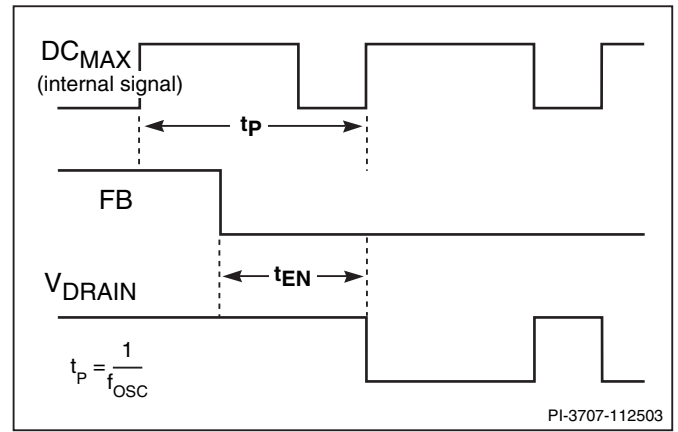 DCMAX
(internal signal)
tP
FB
tEN
VDRAIN
tP = 1/fOSC
PI-3707-112503